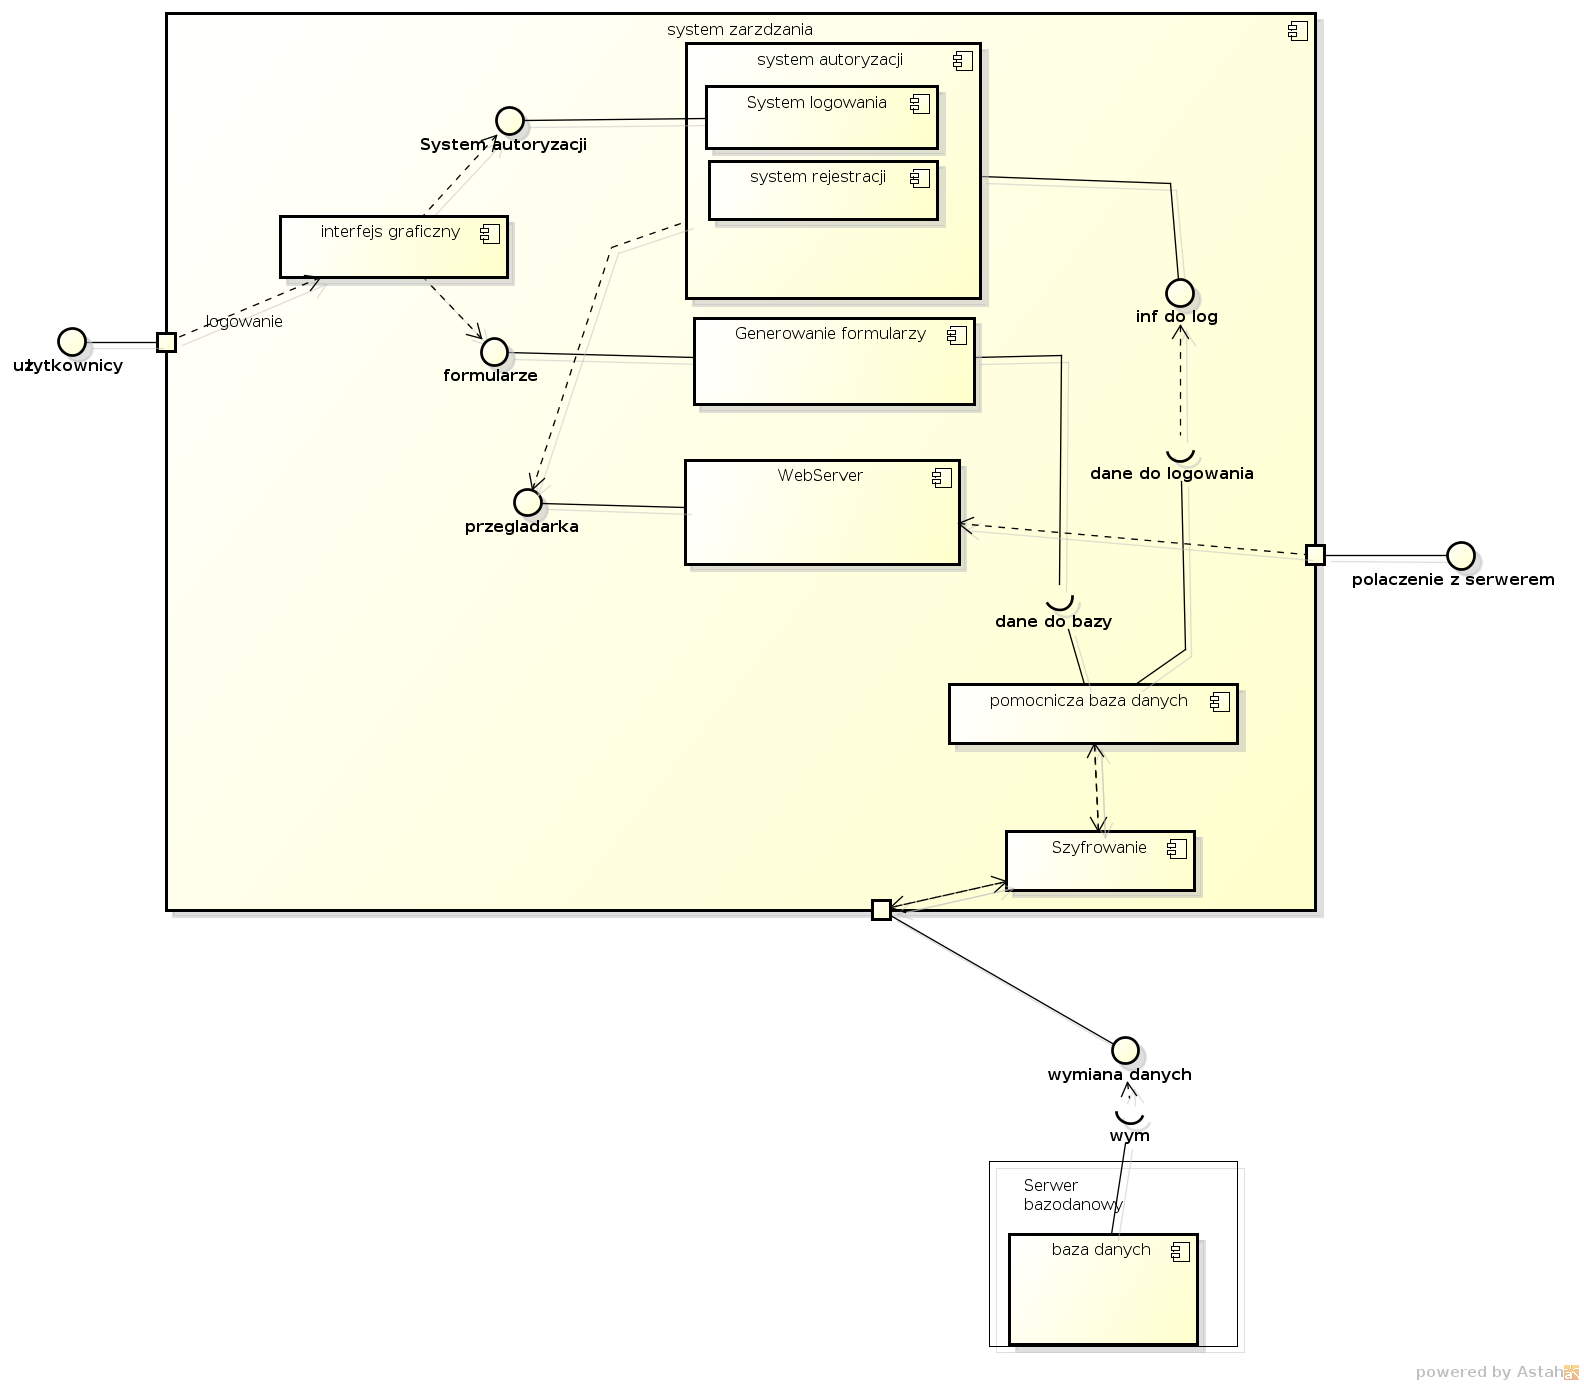 system zarzdzania
system autoryzacji
System logowania
System autoryzacji
system rejestracji
interfejs graficzny
inf do log
logowanie
Generowanie formularzy
użytkownicy
formularze
dane do logowania
WebServer
przegladarka
polaczenie z serwerem
dane do bazy
pomocnicza baza danych
Szyfrowanie
wymiana danych
wym
Serwer
bazodanowy
baza danych
powered by Astah